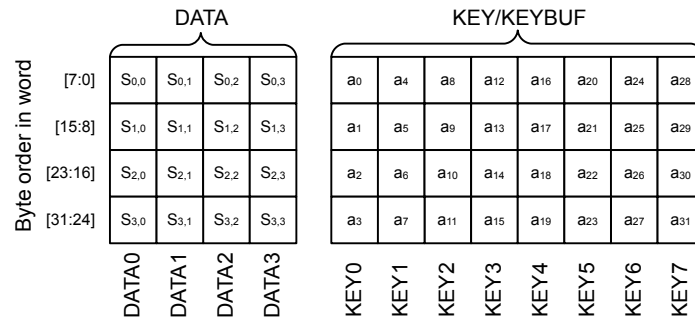 DATA KEY/KEYBUF
Byte order in word
[7:0] S0,0 S0,1 S0,2 S0,3 a0 a4 a8 a12 a16 a20 a24 a28
[15:8] S1,0 S1,1 S1,2 S1,3 a1 a5 a9 a13 a17 a21 a25 a29
[23:16] S2,0 S2,1 S2,2 S2,3 a2 a6 a10 a14 a18 a22 a26 a30
[31:24] S3,0 S3,1 S3,2 S3,3 a3 a7 a11 a15 a19 a23 a27 a31
DATA0 DATA1 DATA2 DATA3 KEY0 KEY1 KEY2 KEY3 KEY4 KEY5 KEY6 KEY7